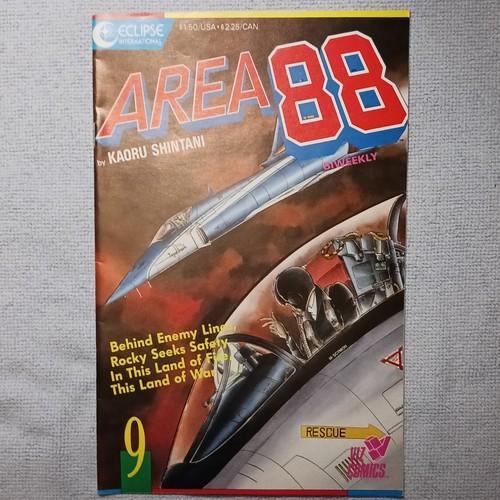 ECLIPSE
INTERNATIONAL
$1.50/USA • $2.25/CAN
AREA 88
by KAORU SHINTANI
BIWEEKLY
Behind Enemy Lines
Rocky Seeks Safety
In This Land of Fire
This Land of War
9
RESCUE
VIZ
COMICS